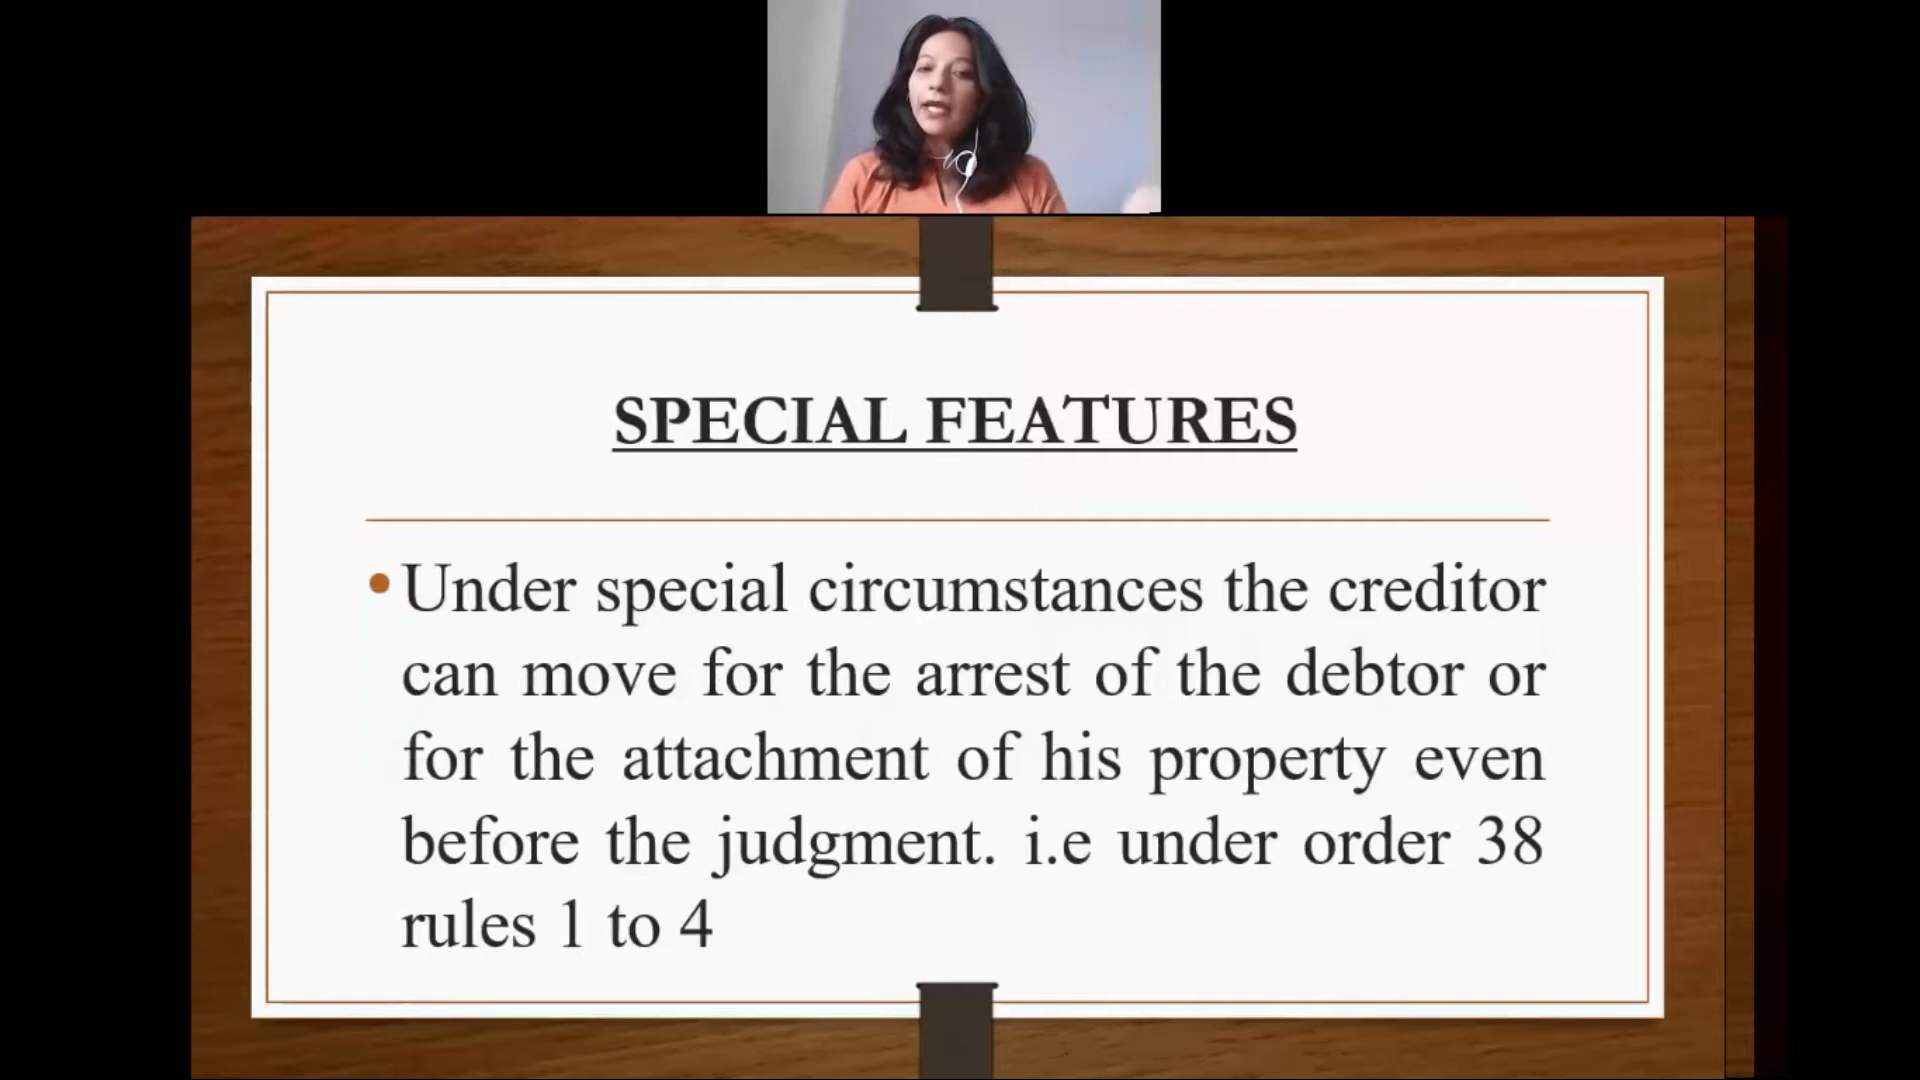 SPECIAL FEATURES
Under special circumstances the creditor
can move for the arrest of the debtor or
for the attachment of his property even
before the judgment. i.e under order 38
rules 1 to 4